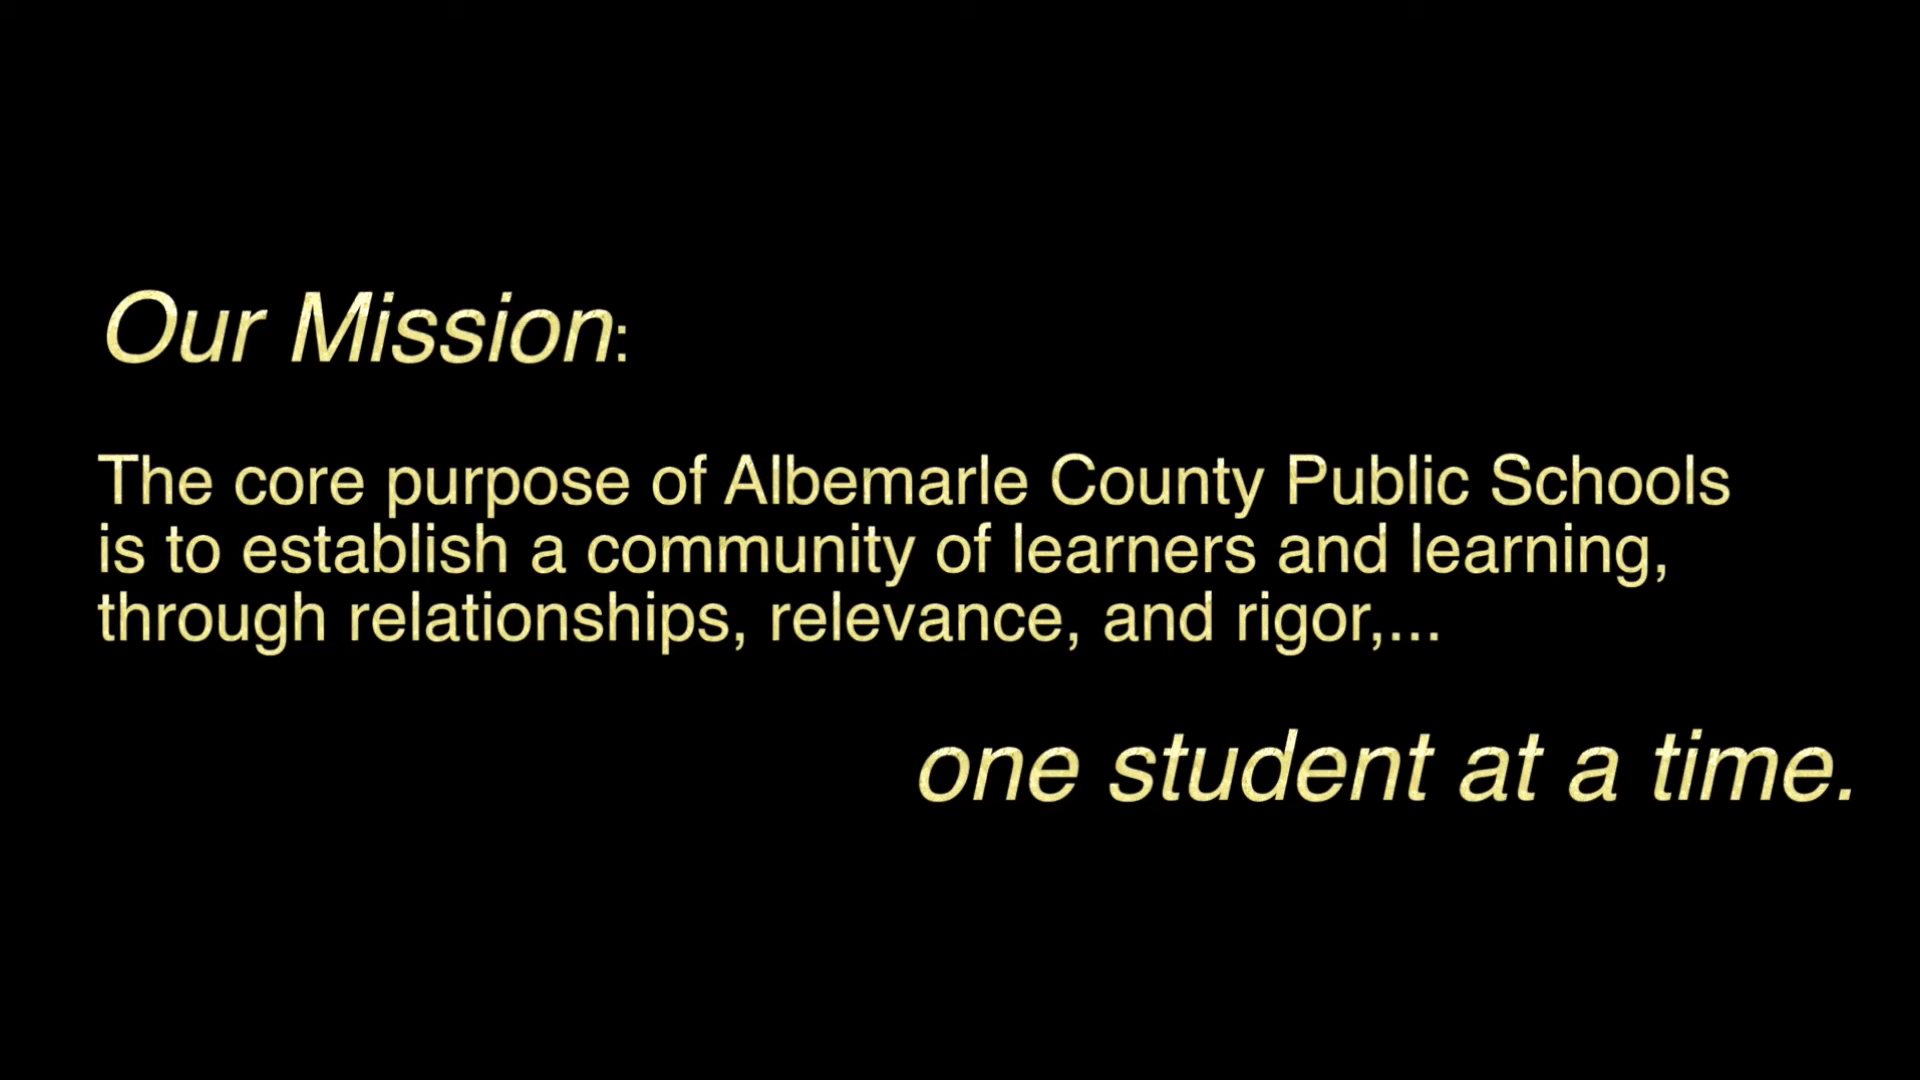 Our Mission:
The core purpose of Albemarle County Public Schools
is to establish a community of learners and learning,
through relationships, relevance, and rigor,...
one student at a time.